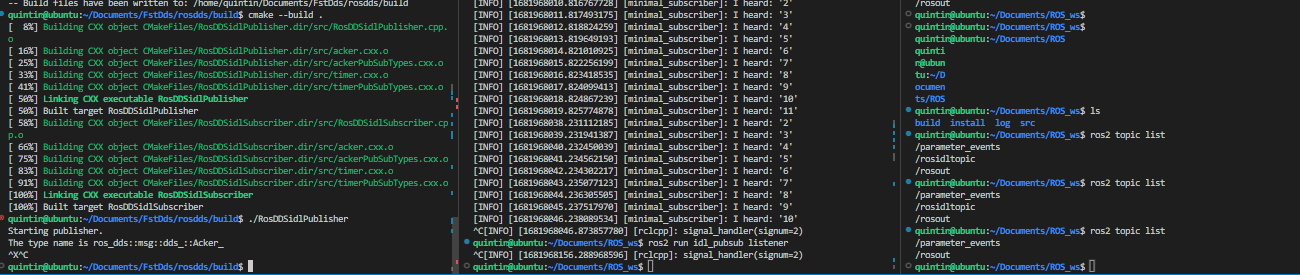 -- Build files have been written to: /home/quintin/Documents/FstDds/rosdds/build
quintin@ubuntu:~/Documents/FstDds/rosdds/build$ cmake --build .
[  8%] Building CXX object CMakeFiles/RosDDSidlPublisher.dir/src/RosDDSidlPublisher.cpp.
o
[ 16%] Building CXX object CMakeFiles/RosDDSidlPublisher.dir/src/acker.cxx.o
[ 25%] Building CXX object CMakeFiles/RosDDSidlPublisher.dir/src/ackerPubSubTypes.cxx.o
[ 33%] Building CXX object CMakeFiles/RosDDSidlPublisher.dir/src/timer.cxx.o
[ 41%] Building CXX object CMakeFiles/RosDDSidlPublisher.dir/src/timerPubSubTypes.cxx.o
[ 50%] Linking CXX executable RosDDSidlPublisher
[ 50%] Built target RosDDSidlPublisher
[ 58%] Building CXX object CMakeFiles/RosDDSidlSubscriber.dir/src/RosDDSidlSubscriber.cp
p.o
[ 66%] Building CXX object CMakeFiles/RosDDSidlSubscriber.dir/src/acker.cxx.o
[ 75%] Building CXX object CMakeFiles/RosDDSidlSubscriber.dir/src/ackerPubSubTypes.cxx.o
[ 83%] Building CXX object CMakeFiles/RosDDSidlSubscriber.dir/src/timer.cxx.o
[ 91%] Building CXX object CMakeFiles/RosDDSidlSubscriber.dir/src/timerPubSubTypes.cxx.o
[100%] Linking CXX executable RosDDSidlSubscriber
[100%] Built target RosDDSidlSubscriber
quintin@ubuntu:~/Documents/FstDds/rosdds/build$ ./RosDDSidlPublisher
Starting publisher.
The type name is ros_dds::msg::dds_::Acker_
^X^C
quintin@ubuntu:~/Documents/FstDds/rosdds/build$
[INFO] [1681968010.816767728] [minimal_subscriber]: I heard: '2'
[INFO] [1681968011.817493175] [minimal_subscriber]: I heard: '3'
[INFO] [1681968012.818824259] [minimal_subscriber]: I heard: '4'
[INFO] [1681968013.819649193] [minimal_subscriber]: I heard: '5'
[INFO] [1681968014.821010925] [minimal_subscriber]: I heard: '6'
[INFO] [1681968015.822256199] [minimal_subscriber]: I heard: '7'
[INFO] [1681968016.823418535] [minimal_subscriber]: I heard: '8'
[INFO] [1681968017.824099413] [minimal_subscriber]: I heard: '9'
[INFO] [1681968018.824867239] [minimal_subscriber]: I heard: '10'
[INFO] [1681968019.825774878] [minimal_subscriber]: I heard: '11'
[INFO] [1681968038.231112185] [minimal_subscriber]: I heard: '2'
[INFO] [1681968039.231941387] [minimal_subscriber]: I heard: '3'
[INFO] [1681968040.232450039] [minimal_subscriber]: I heard: '4'
[INFO] [1681968041.234562150] [minimal_subscriber]: I heard: '5'
[INFO] [1681968042.234302217] [minimal_subscriber]: I heard: '6'
[INFO] [1681968043.235077123] [minimal_subscriber]: I heard: '7'
[INFO] [1681968044.236305505] [minimal_subscriber]: I heard: '8'
[INFO] [1681968045.237517970] [minimal_subscriber]: I heard: '9'
[INFO] [1681968046.238089534] [minimal_subscriber]: I heard: '10'
^C[INFO] [1681968046.873857780] [rclcpp]: signal_handler(signum=2)
quintin@ubuntu:~/Documents/ROS_ws$ ros2 run idl_pubsub listener
^C[INFO] [1681968156.288968596] [rclcpp]: signal_handler(signum=2)
quintin@ubuntu:~/Documents/ROS_ws$
/rosout
quintin@ubuntu:~/Documents/ROS_ws$
quintin@ubuntu:~/Documents/ROS_ws$
quintin@ubuntu:~/Documents/ROS
quinti
n@ubun
tu:~/D
ocumen
ts/ROS
quintin@ubuntu:~/Documents/ROS_ws$ ls
build  install  log  src
quintin@ubuntu:~/Documents/ROS_ws$ ros2 topic list
/parameter_events
/rosidltopic
/rosout
quintin@ubuntu:~/Documents/ROS_ws$ ros2 topic list
/parameter_events
/rosidltopic
/rosout
quintin@ubuntu:~/Documents/ROS_ws$ ros2 topic list
/parameter_events
/rosout
quintin@ubuntu:~/Documents/ROS_ws$